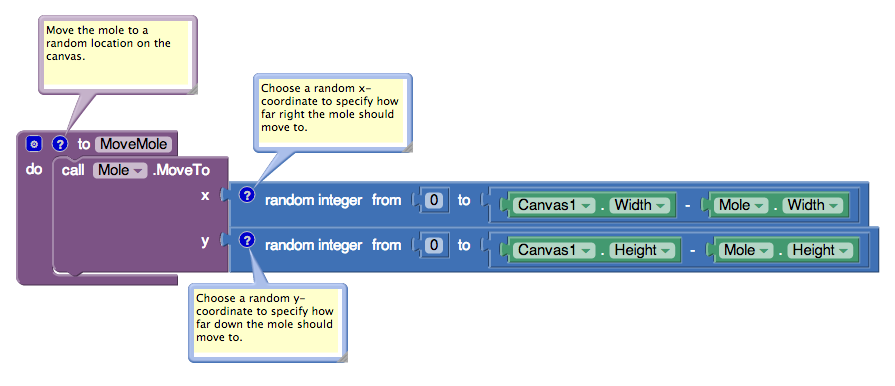 Move the mole to a
random location on the
canvas.
Choose a random x-
coordinate to specify how
far right the mole should
move to.
? to MoveMole
do call Mole .MoveTo
x ? random integer from 0 to Canvas1 . Width - Mole . Width
y ? random integer from 0 to Canvas1 . Height - Mole . Height
Choose a random y-
coordinate to specify how
far down the mole should
move to.